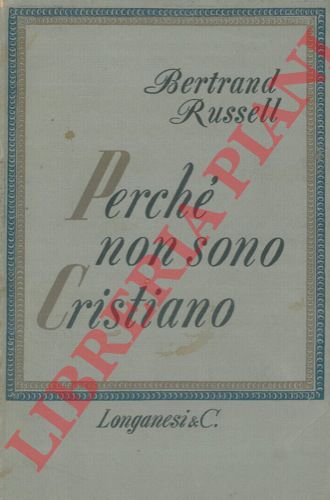 Bertrand
Russell
Perché
non sono
Cristiano
Longanesi & C.
LIBRERIA PIANI